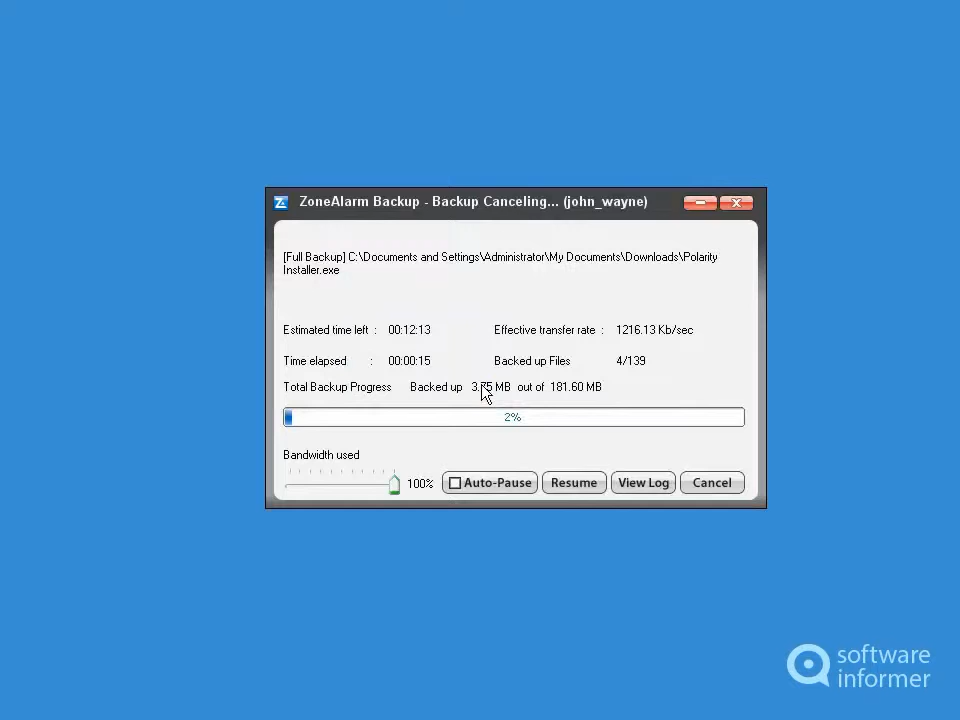 ZoneAlarm Backup - Backup Canceling... (john_wayne)
[Full Backup] C:\Documents and Settings\Administrator\My Documents\Downloads\Polarity
Installer.exe
Estimated time left : 00:12:13 Effective transfer rate : 1216.13 Kb/sec
Time elapsed : 00:00:15 Backed up Files 4/139
Total Backup Progress Backed up 3.75 MB out of 181.60 MB
2%
Bandwidth used
100% Auto-Pause Resume View Log Cancel
software
informer